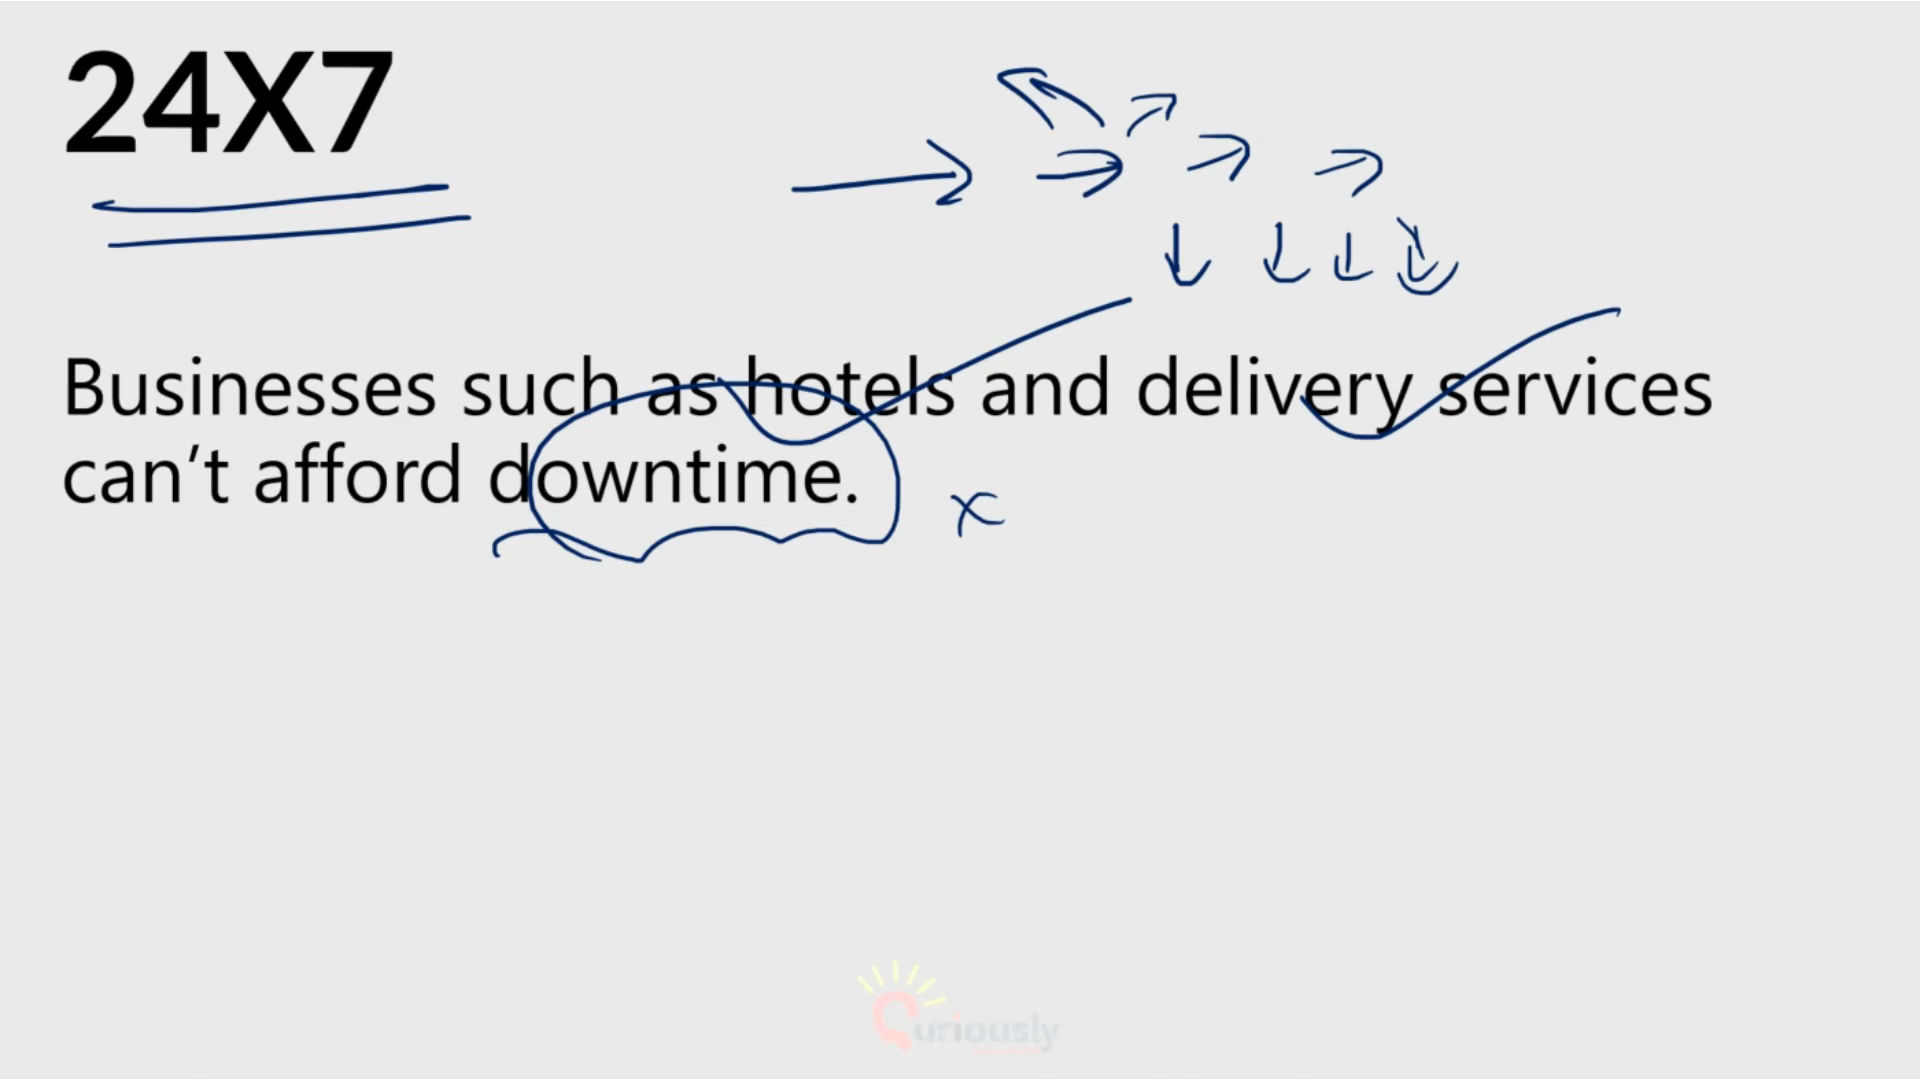 24X7
Businesses such as hotels and delivery services
can’t afford downtime.
x
Curiously